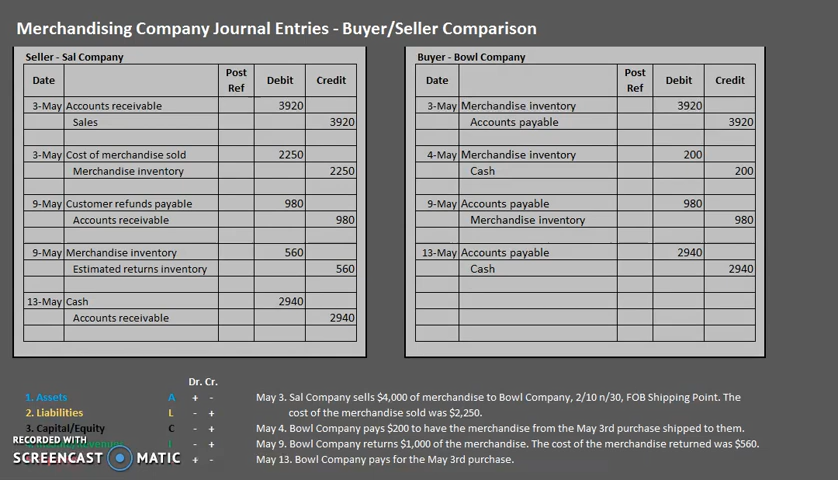 Merchandising Company Journal Entries - Buyer/Seller Comparison
Seller - Sal Company
Date Post Ref Debit Credit
3-May Accounts receivable 3920
Sales 3920
3-May Cost of merchandise sold 2250
Merchandise inventory 2250
9-May Customer refunds payable 980
Accounts receivable 980
9-May Merchandise inventory 560
Estimated returns inventory 560
13-May Cash 2940
Accounts receivable 2940
Buyer - Bowl Company
Date Post Ref Debit Credit
3-May Merchandise inventory 3920
Accounts payable 3920
4-May Merchandise inventory 200
Cash 200
9-May Accounts payable 980
Merchandise inventory 980
13-May Accounts payable 2940
Cash 2940
Dr. Cr.
1. Assets A + -
2. Liabilities L - +
3. Capital/Equity C - +
- +
+ -
May 3. Sal Company sells $4,000 of merchandise to Bowl Company, 2/10 n/30, FOB Shipping Point. The
cost of the merchandise sold was $2,250.
May 4. Bowl Company pays $200 to have the merchandise from the May 3rd purchase shipped to them.
May 9. Bowl Company returns $1,000 of the merchandise. The cost of the merchandise returned was $560.
May 13. Bowl Company pays for the May 3rd purchase.
RECORDED WITH
SCREENCAST MATIC